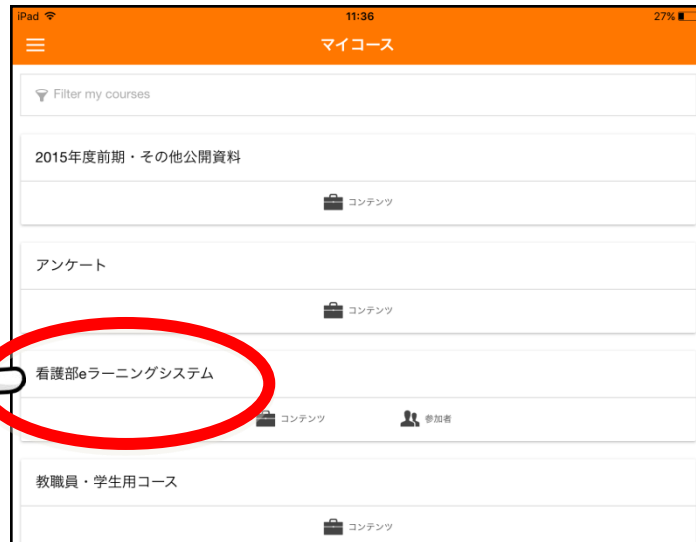 iPad 11:36 27%
マイコース
Filter my courses
2015年度前期・その他公開資料
コンテンツ
アンケート
コンテンツ
看護部eラーニングシステム
コンテンツ 参加者
教職員・学生用コース
コンテンツ